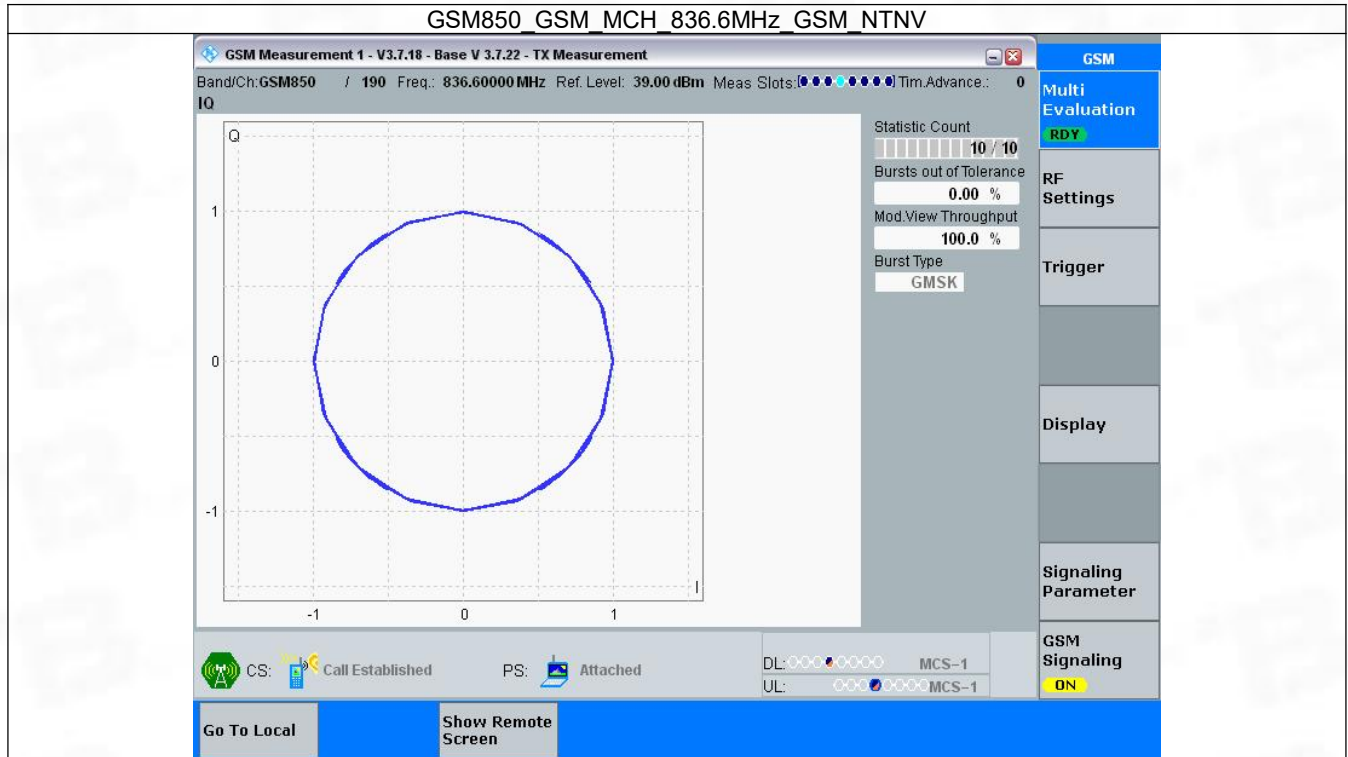 GSM850_GSM_MCH_836.6MHz_GSM_NTNV
GSM Measurement 1 - V3.7.18 - Base V 3.7.22 - TX Measurement
GSM
Band/Ch:GSM850 / 190 Freq.: 836.60000 MHz Ref. Level: 39.00 dBm Meas Slots: Tim.Advance.: 0
IQ
Multi
Evaluation
RDY
Q
Statistic Count
10 / 10
Bursts out of Tolerance
0.00 %
Mod.View Throughput
100.0 %
Burst Type
GMSK
RF
Settings
Trigger
Display
Signaling
Parameter
GSM
Signaling
ON
1
0
-1
I
-1 0 1
CS: Call Established PS: Attached
DL: MCS-1
UL: MCS-1
Go To Local
Show Remote
Screen